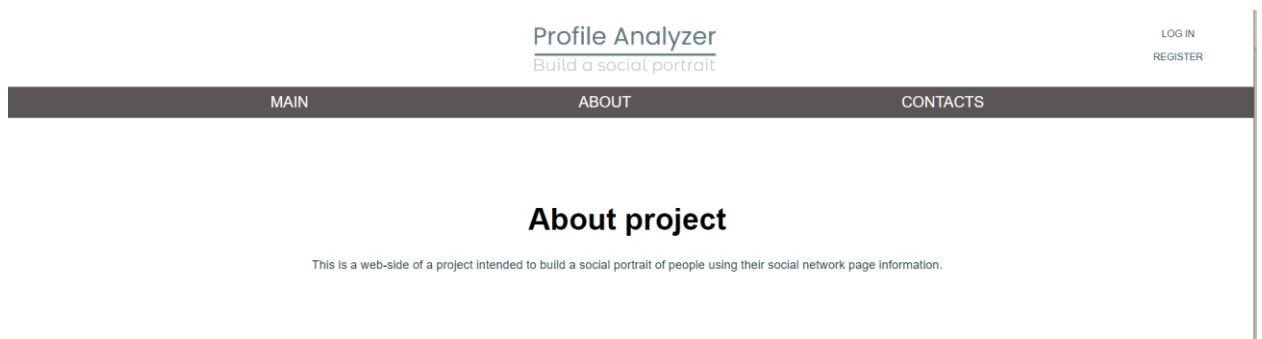 Profile Analyzer
Build a social portrait
LOG IN
REGISTER
MAIN ABOUT CONTACTS
About project
This is a web-side of a project intended to build a social portrait of people using their social network page information.